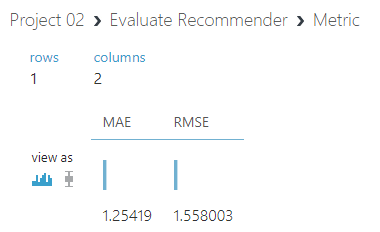 Project 02 > Evaluate Recommender > Metric
rows columns
1 2
MAE RMSE
view as
1.25419 1.558003